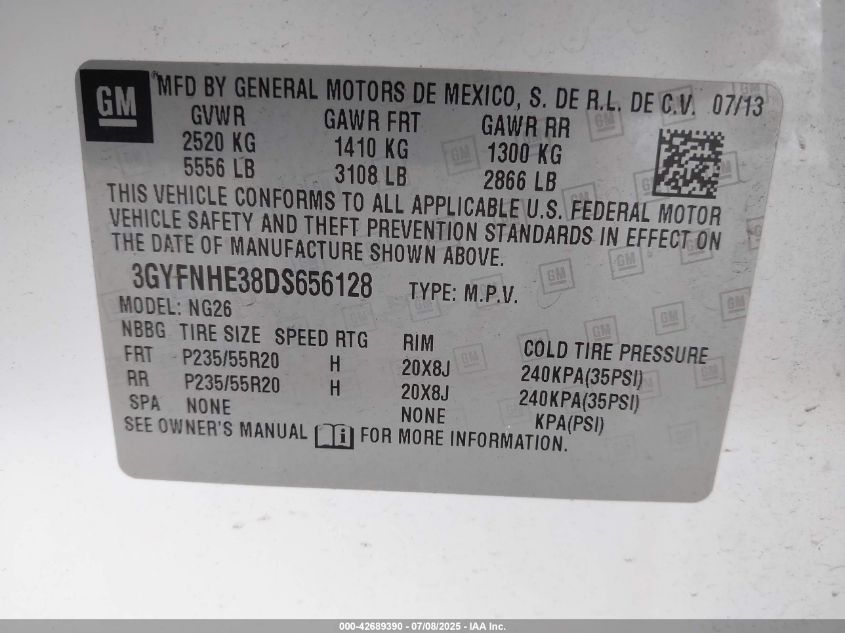 GM
MFD BY GENERAL MOTORS DE MEXICO, S. DE R.L. DE C.V. 07/13
GVWR GAWR FRT GAWR RR
2520 KG 1410 KG 1300 KG
5556 LB 3108 LB 2866 LB
THIS VEHICLE CONFORMS TO ALL APPLICABLE U.S. FEDERAL MOTOR
VEHICLE SAFETY AND THEFT PREVENTION STANDARDS IN EFFECT ON
THE DATE OF MANUFACTURE SHOWN ABOVE.
3GYFNHE38DS656128 TYPE: M.P.V.
MODEL: NG26
NBBG TIRE SIZE SPEED RTG RIM COLD TIRE PRESSURE
FRT P235/55R20 H 20X8J 240KPA(35PSI)
RR P235/55R20 H 20X8J 240KPA(35PSI)
SPA NONE NONE KPA(PSI)
SEE OWNER'S MANUAL FOR MORE INFORMATION.
000-42689390 - 07/08/2025 - IAA Inc.